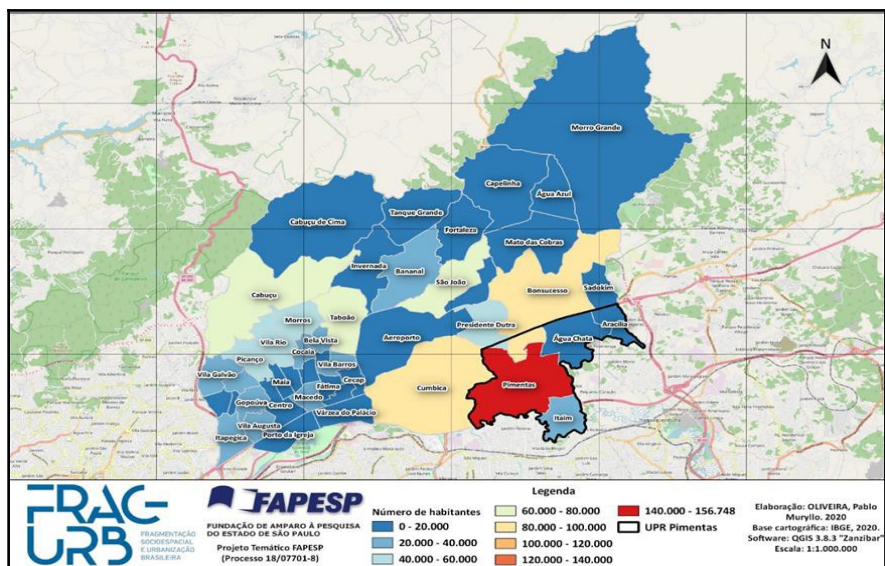 N
Morro Grande
Capelinha
Água Azul
Cabuçu de Cima
Tanque Grande
Fortaleza
Mato das Cobras
Invernada
Bananal
São João
Bonsucesso
Sadokim
Cabuçu
Morros
Taboão
Presidente Dutra
Aracília
Vila Rio
Bela Vista
Aeroporto
Água Chata
Cocaia
Picanço
Vila Barros
Vila Galvão
Maia
Fátima
Cecap
Cumbica
Pimentas
Gopoúva
Centro
Macedo
Várzea do Palácio
Itaim
Vila Augusta
Itapegica
Porto da Igreja
FRAC-
URB
FRAGMENTAÇÃO
SOCIOESPACIAL
E URBANIZAÇÃO
BRASILEIRA
FAPESP
FUNDAÇÃO DE AMPARO À PESQUISA
DO ESTADO DE SÃO PAULO
Projeto Temático FAPESP
(Processo 18/07701-8)
Legenda
Número de habitantes
0 - 20.000
20.000 - 40.000
40.000 - 60.000
60.000 - 80.000
80.000 - 100.000
100.000 - 120.000
120.000 - 140.000
140.000 - 156.748
UPR Pimentas
Elaboração: OLIVEIRA, Pablo
Muryllo. 2020
Base cartográfica: IBGE, 2020.
Software: QGIS 3.8.3 "Zanzibar"
Escala: 1:1.000.000